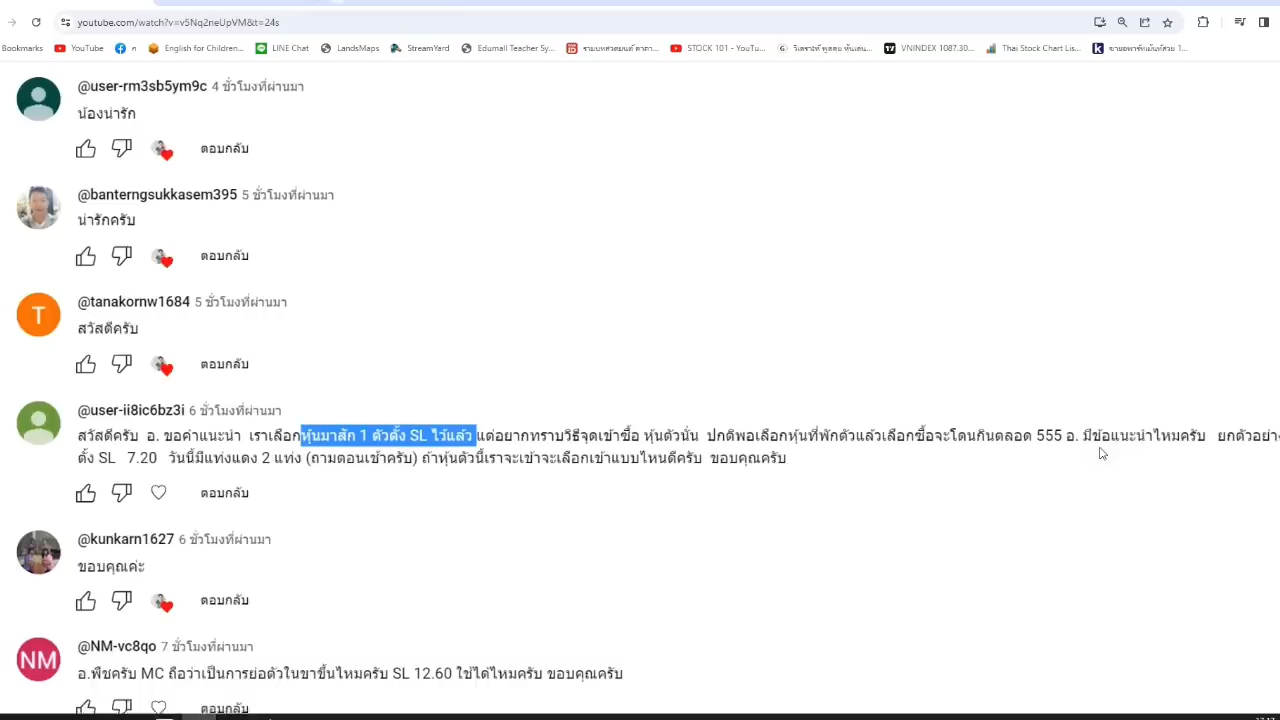 youtube.com/watch?v=v5Nq2neUpVM&t=24s
Bookmarks YouTube ก English for Children... LINE Chat LandsMaps StreamYard Edumall Teacher Sy... STOCK 101 - YouTu... VNINDEX 1087.30... Thai Stock Chart Lis...
@user-rm3sb5ym9c 4 ชั่วโมงที่ผ่านมา
น้องน่ารัก
ตอบกลับ
@banterngsukkasem395 5 ชั่วโมงที่ผ่านมา
น่ารักครับ
ตอบกลับ
T @tanakornw1684 5 ชั่วโมงที่ผ่านมา
สวัสดีครับ
ตอบกลับ
@user-ii8ic6bz3i 6 ชั่วโมงที่ผ่านมา
สวัสดีครับ อ. ขอคำแนะนำ เราเลือกหุ้นมาสัก 1 ตัวตั้ง SL ไว้แล้ว แต่อยากทราบวิธีจุดเข้าซื้อ หุ้นตัวนั่น ปกติพอเลือกหุ้นที่พักตัวแล้วเลือกซื้อจะโดนกินตลอด 555 อ. มีข้อแนะนำไหมครับ ยกตัวอย่าง
ตั้ง SL 7.20 วันนี้มีแท่งแดง 2 แท่ง (ถามตอนเช้าครับ) ถ้าหุ้นตัวนี้เราจะเข้าจะเลือกเข้าแบบไหนดีครับ ขอบคุณครับ
ตอบกลับ
@kunkarn1627 6 ชั่วโมงที่ผ่านมา
ขอบคุณค่ะ
ตอบกลับ
NM @NM-vc8qo 7 ชั่วโมงที่ผ่านมา
อ.พีชครับ MC ถือว่าเป็นการย่อตัวในขาขึ้นไหมครับ SL 12.60 ใช่ได้ไหมครับ ขอบคุณครับ
ตอบกลับ